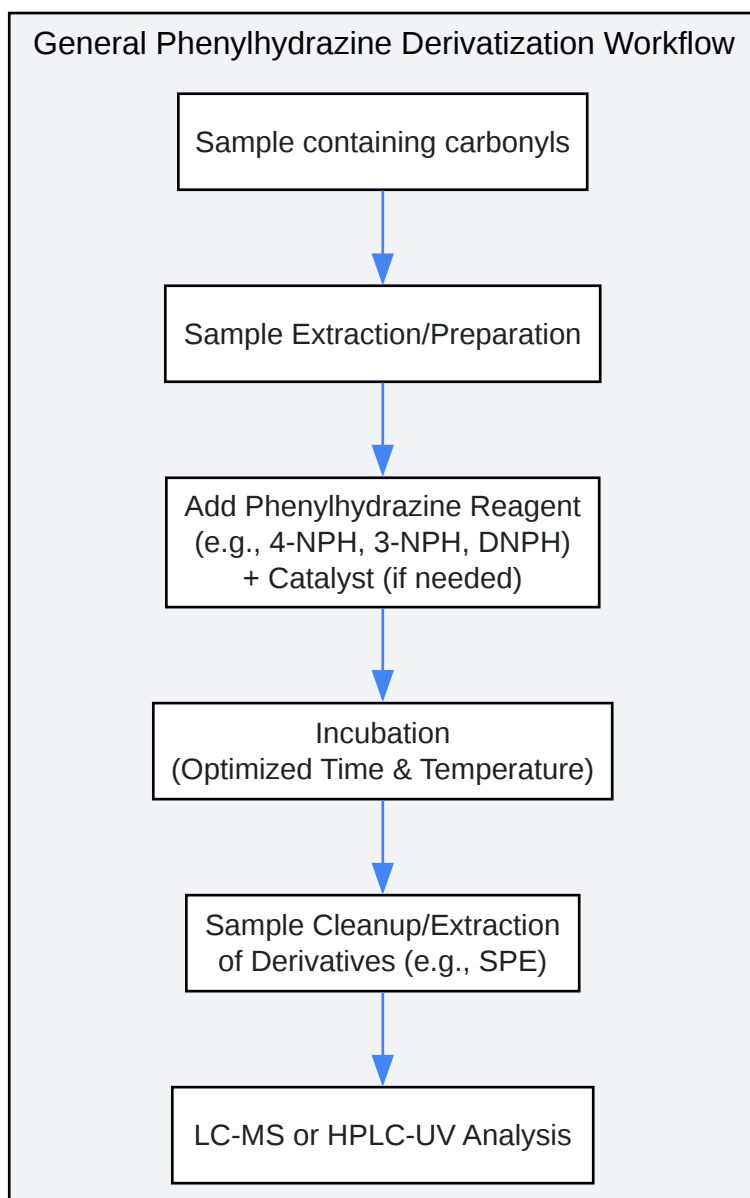 General Phenylhydrazine Derivatization Workflow
Sample containing carbonyls
Sample Extraction/Preparation
Add Phenylhydrazine Reagent
(e.g., 4-NPH, 3-NPH, DNPH)
+ Catalyst (if needed)
Incubation
(Optimized Time & Temperature)
Sample Cleanup/Extraction
of Derivatives (e.g., SPE)
LC-MS or HPLC-UV Analysis